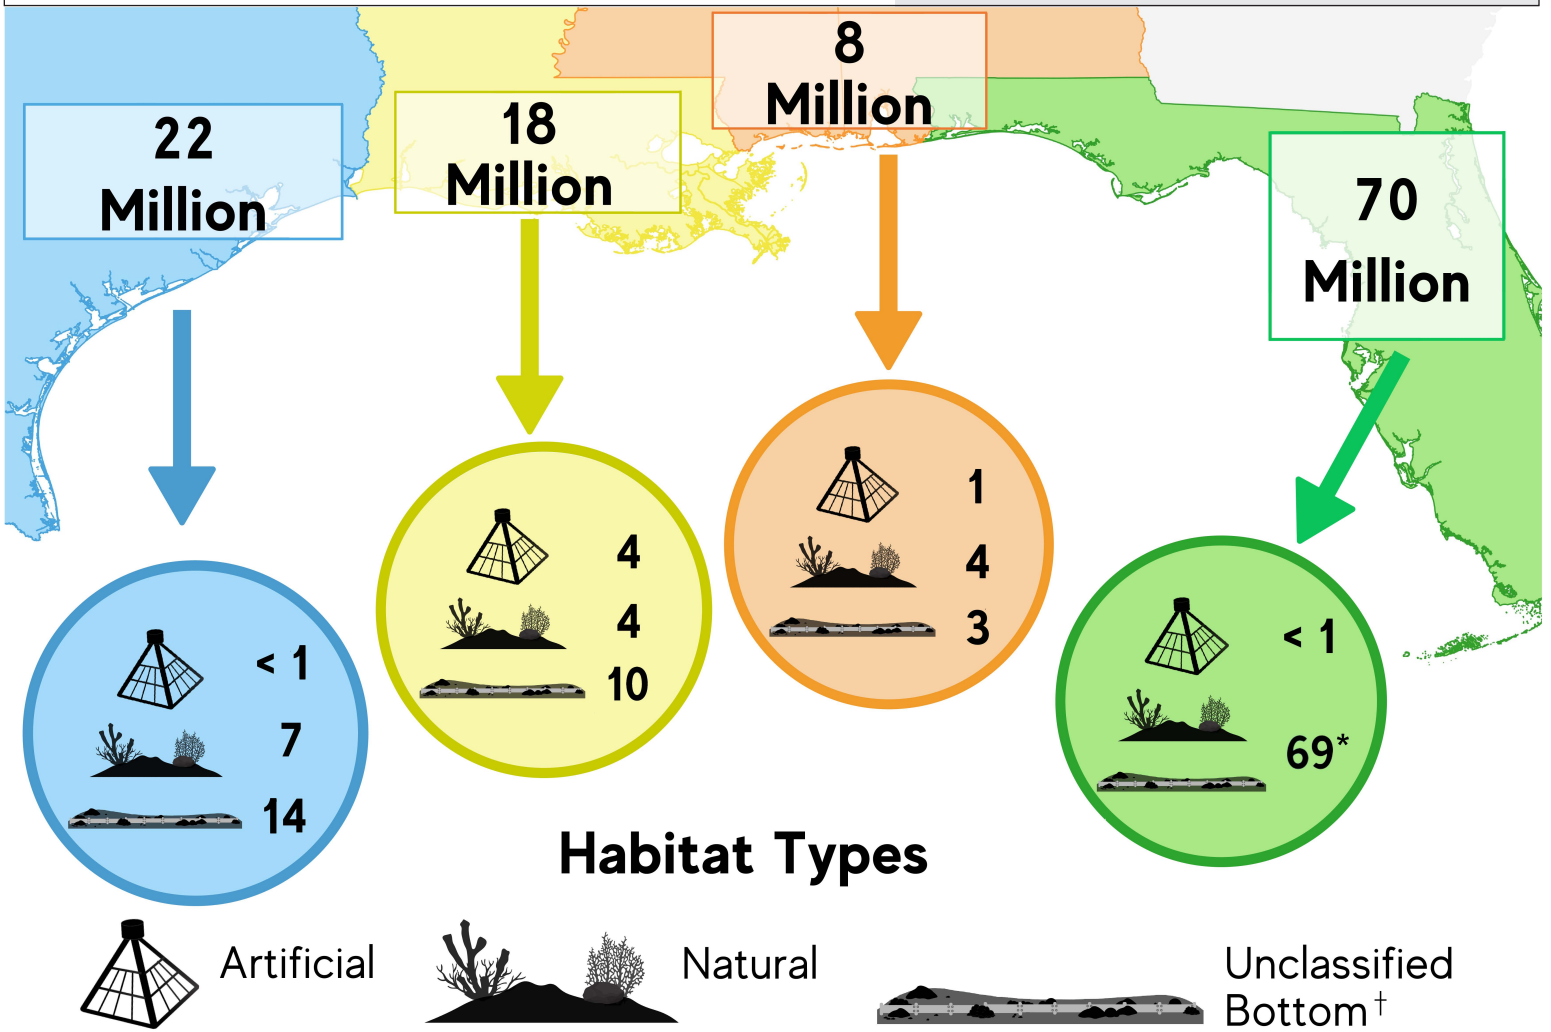 22
Million
18
Million
8
Million
70
Million
< 1
7
14
4
4
10
1
4
3
< 1
69*
Habitat Types
Artificial
Natural
Unclassified
Bottom†